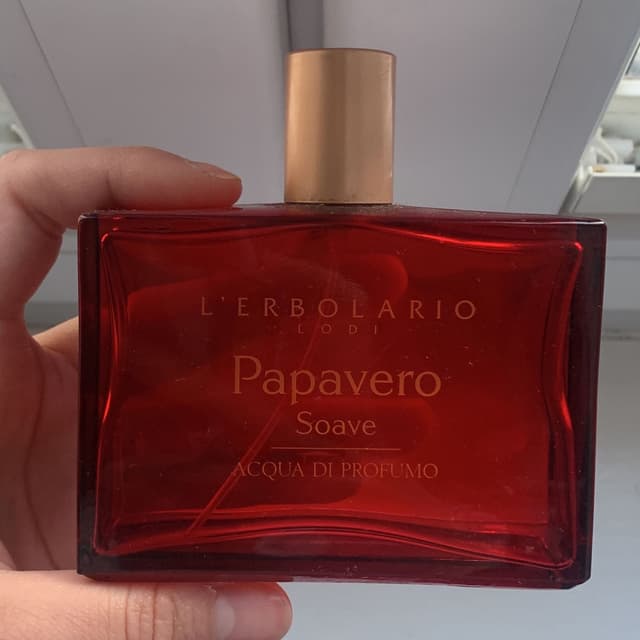 L'ERBOLARIO
LODI
Papavero
Soave
ACQUA DI PROFUMO